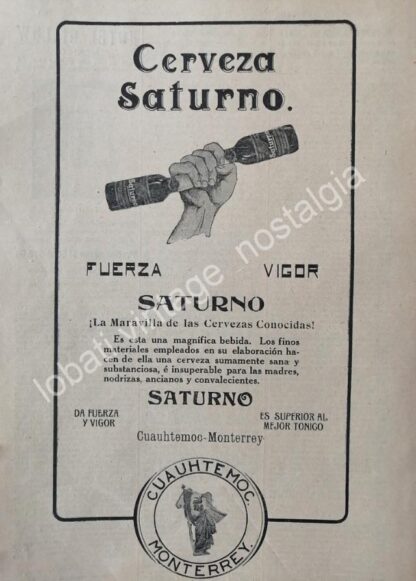 Cerveza
Saturno.
Saturno
Saturno
FUERZA VIGOR
SATURNO
¡La Maravilla de las Cervezas Conocidas!
Es esta una magnífica bebida. Los finos
materiales empleados en su elaboración ha-
cen de ella una cerveza sumamente sana y
substanciosa, é insuperable para las madres,
nodrizas, ancianos y convalecientes.
SATURNO
DA FUERZA
Y VIGOR
ES SUPERIOR AL
MEJOR TONICO
Cuauhtemoc-Monterrey
CUAUHTEMOC.
MONTERREY.
lobati vintage nostalgia